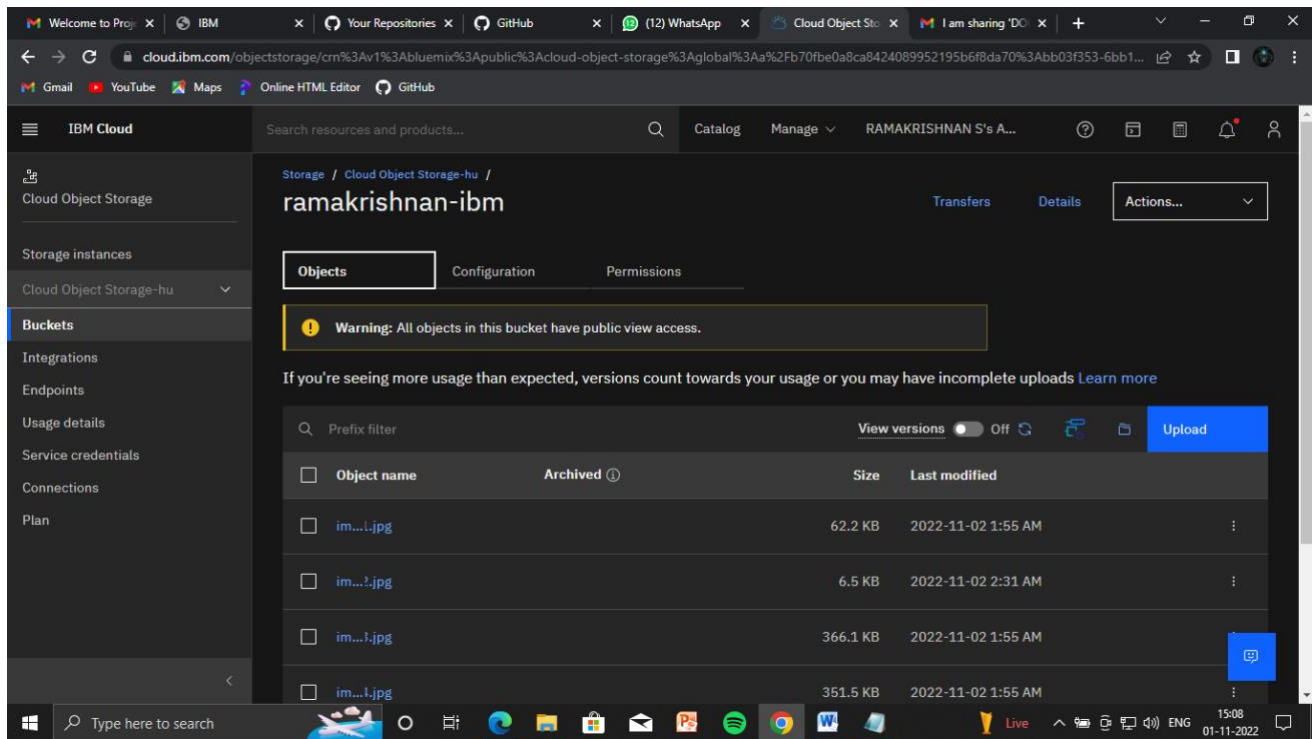 Welcome to Proj
IBM
Your Repositories
GitHub
(12) WhatsApp
Cloud Object Sto
I am sharing 'DO
cloud.ibm.com/objectstorage/crn%3Av1%3Abluemix%3Apublic%3Acloud-object-storage%3Aglobal%3Aa%2Fb70fbe0a8ca8424089952195b6f8da70%3Abb03f353-6bb1...
Gmail YouTube Maps Online HTML Editor GitHub
IBM Cloud
Search resources and products...
Catalog
Manage
RAMAKRISHNAN S's A...
Cloud Object Storage
Storage instances
Cloud Object Storage-hu
Buckets
Integrations
Endpoints
Usage details
Service credentials
Connections
Plan
Storage / Cloud Object Storage-hu /
ramakrishnan-ibm
Transfers
Details
Actions...
Objects
Configuration
Permissions
Warning: All objects in this bucket have public view access.
If you're seeing more usage than expected, versions count towards your usage or you may have incomplete uploads Learn more
Prefix filter
View versions Off
Upload
Object name Archived Size Last modified
62.2 KB 2022-11-02 1:55 AM
6.5 KB 2022-11-02 2:31 AM
366.1 KB 2022-11-02 1:55 AM
351.5 KB 2022-11-02 1:55 AM
Type here to search
Live
ENG
15:08
01-11-2022